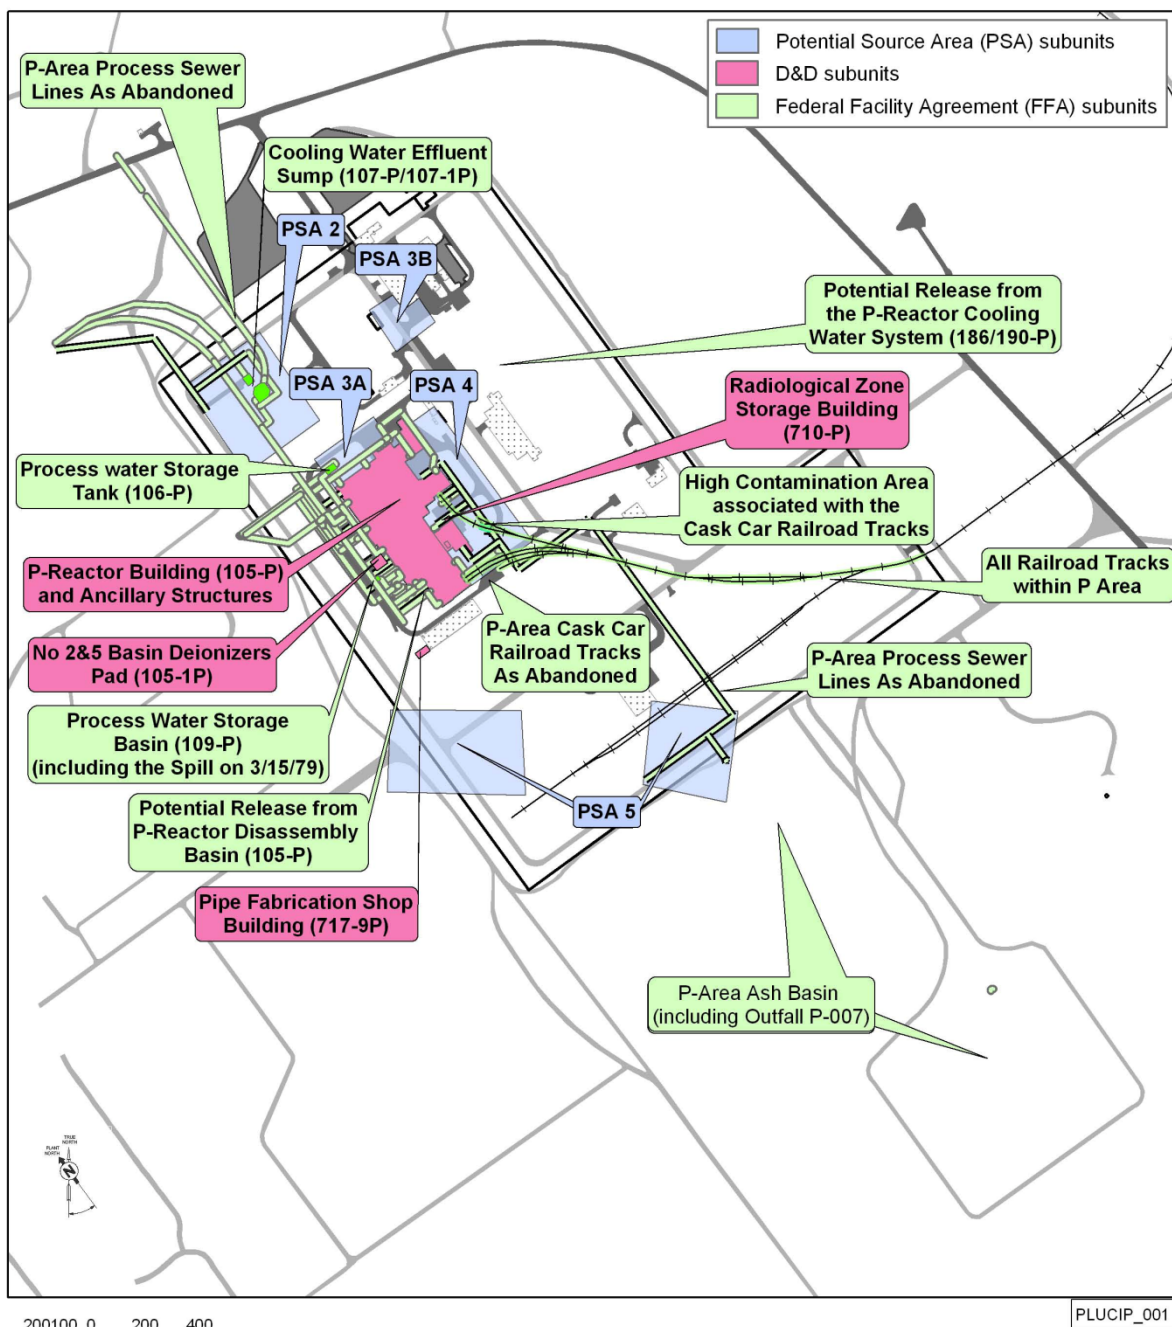 Potential Source Area (PSA) subunits
D&D subunits
Federal Facility Agreement (FFA) subunits
P-Area Process Sewer
Lines As Abandoned
Cooling Water Effluent
Sump (107-P/107-1P)
PSA 2
PSA 3B
Potential Release from
the P-Reactor Cooling
Water System (186/190-P)
PSA 3A
PSA 4
Radiological Zone
Storage Building
(710-P)
Process water Storage
Tank (106-P)
High Contamination Area
associated with the
Cask Car Railroad Tracks
P-Reactor Building (105-P)
and Ancillary Structures
All Railroad Tracks
within P Area
No 2&5 Basin Deionizers
Pad (105-1P)
P-Area Cask Car
Railroad Tracks
As Abandoned
P-Area Process Sewer
Lines As Abandoned
Process Water Storage
Basin (109-P)
(including the Spill on 3/15/79)
PSA 5
Potential Release from
P-Reactor Disassembly
Basin (105-P)
Pipe Fabrication Shop
Building (717-9P)
P-Area Ash Basin
(including Outfall P-007)
TRUE
NORTH
PLANT
NORTH
N
PLUCIP_001
200100 0 200 400